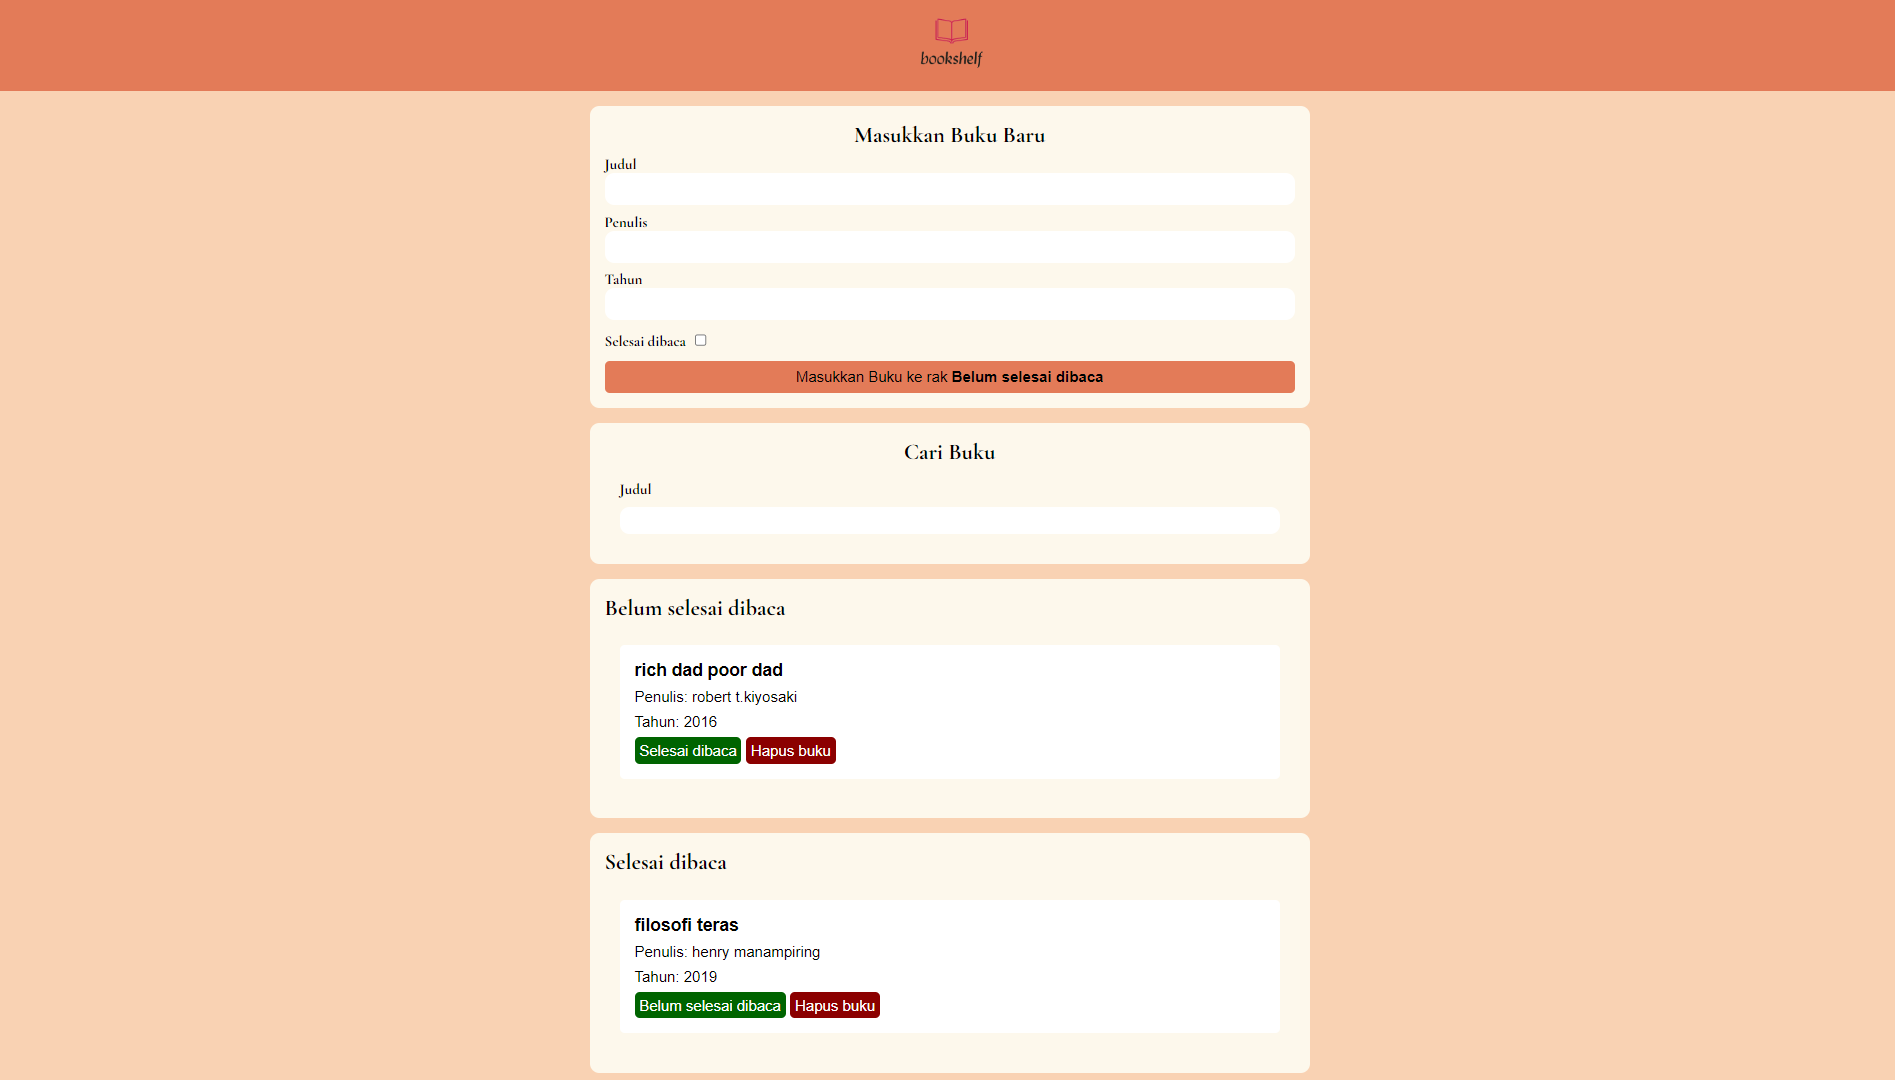 bookshelf
Masukkan Buku Baru
Judul
Penulis
Tahun
Selesai dibaca
Masukkan Buku ke rak Belum selesai dibaca
Cari Buku
Judul
Belum selesai dibaca
rich dad poor dad
Penulis: robert t.kiyosaki
Tahun: 2016
Selesai dibaca Hapus buku
Selesai dibaca
filosofi teras
Penulis: henry manampiring
Tahun: 2019
Belum selesai dibaca Hapus buku